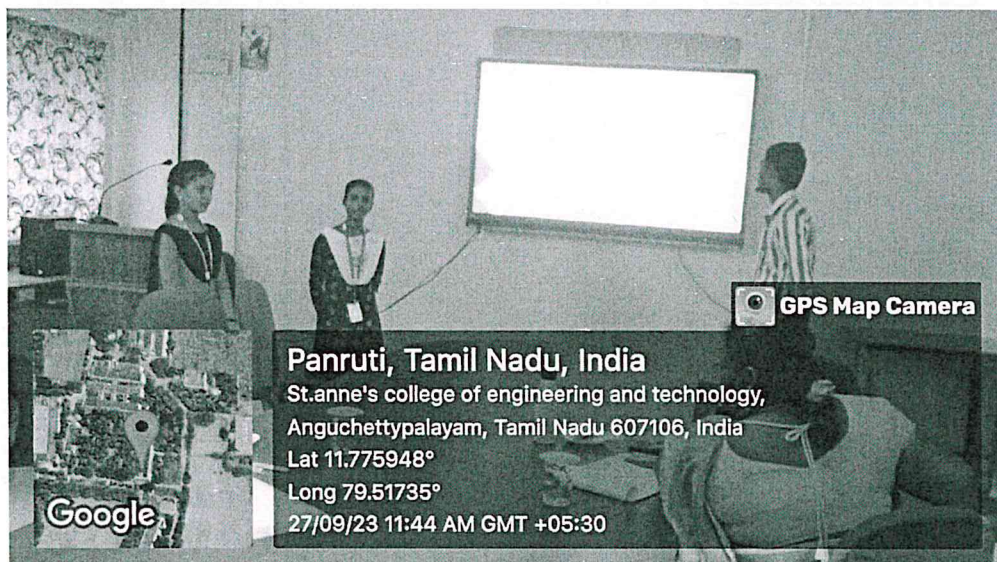 GPS Map Camera
Panruti, Tamil Nadu, India
St.anne's college of engineering and technology,
Anguchettypalayam, Tamil Nadu 607106, India
Lat 11.775948°
Long 79.51735°
27/09/23 11:44 AM GMT +05:30
Google